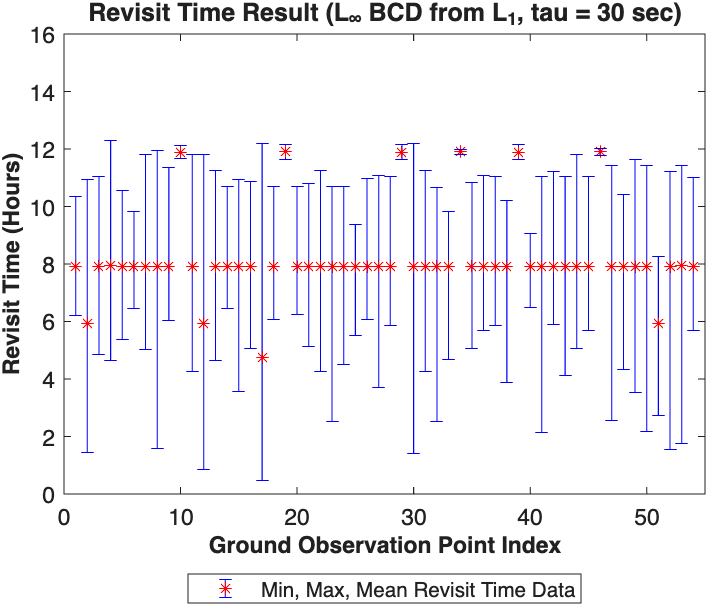 Revisit Time Result (L∞ BCD from L₁, tau = 30 sec)
Revisit Time (Hours)
16
14
12
10
8
6
4
2
0
0 10 20 30 40 50
Ground Observation Point Index
Min, Max, Mean Revisit Time Data